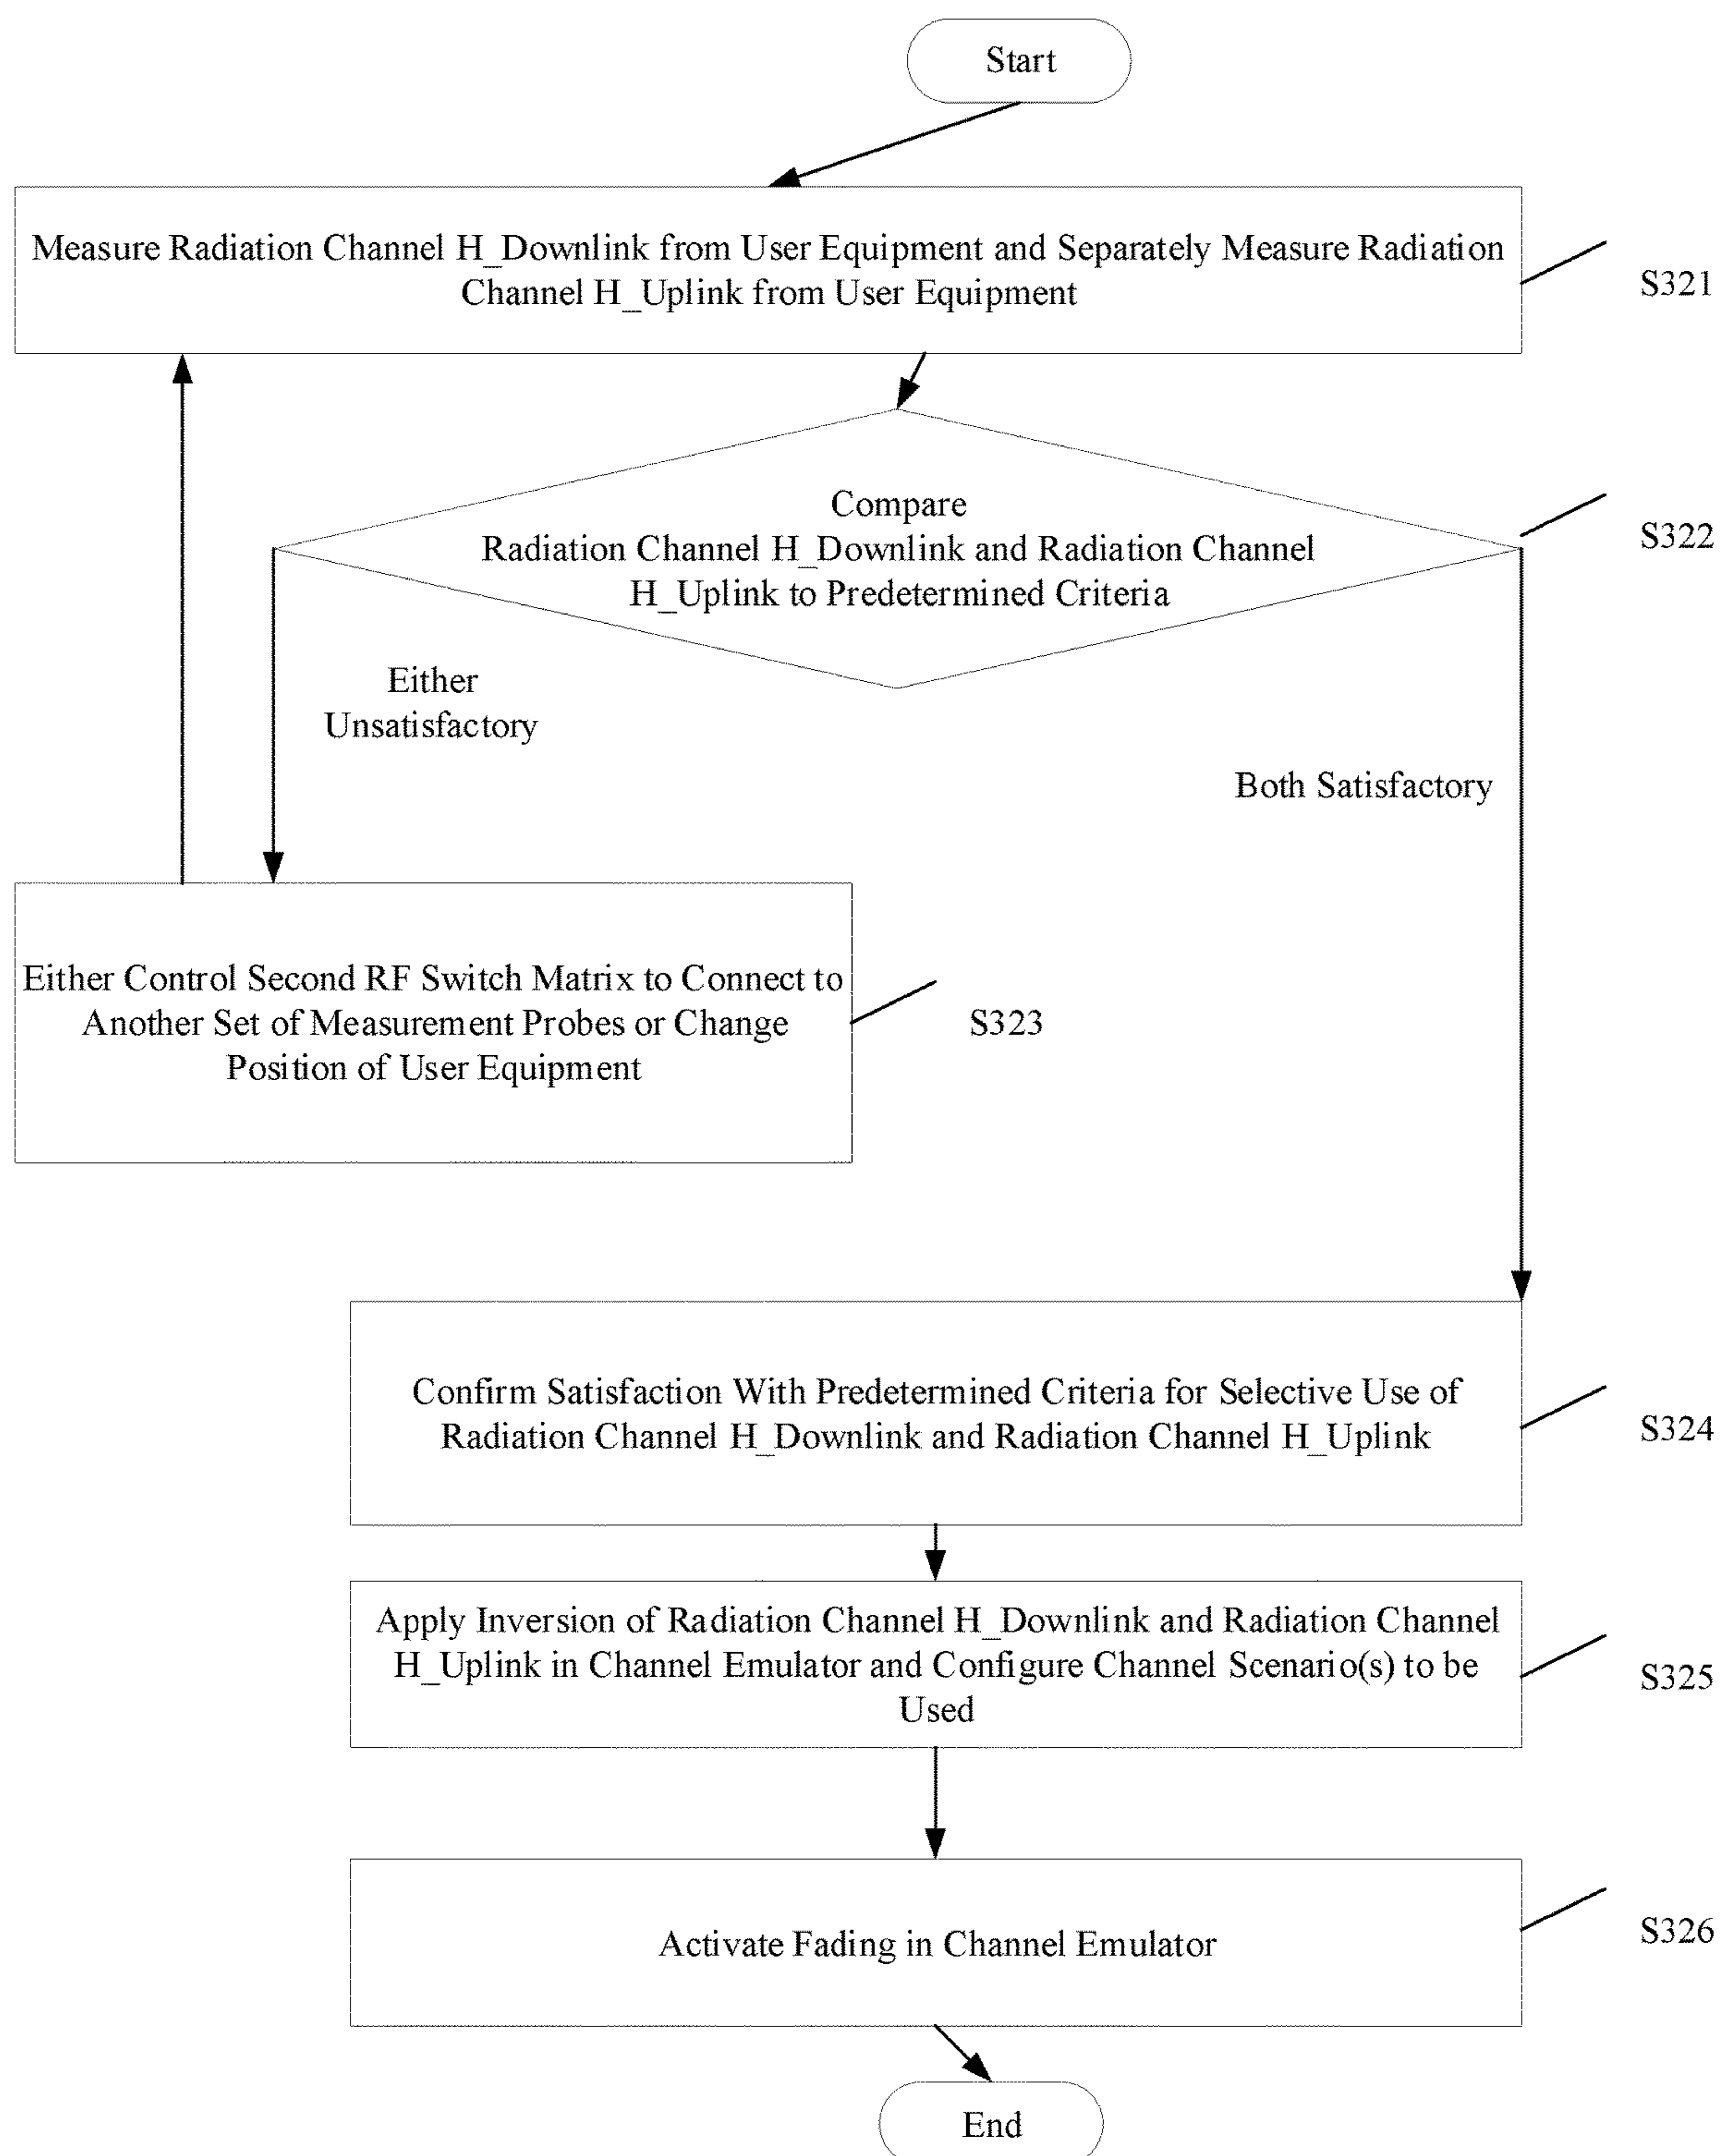 Start
Measure Radiation Channel H_Downlink from User Equipment and Separately Measure Radiation
Channel H_Uplink from User Equipment
S321
Compare
Radiation Channel H_Downlink and Radiation Channel
H_Uplink to Predetermined Criteria
S322
Either
Unsatisfactory
Both Satisfactory
Either Control Second RF Switch Matrix to Connect to
Another Set of Measurement Probes or Change
Position of User Equipment
S323
Confirm Satisfaction With Predetermined Criteria for Selective Use of
Radiation Channel H_Downlink and Radiation Channel H_Uplink
S324
Apply Inversion of Radiation Channel H_Downlink and Radiation Channel
H_Uplink in Channel Emulator and Configure Channel Scenario(s) to be
Used
S325
Activate Fading in Channel Emulator
S326
End